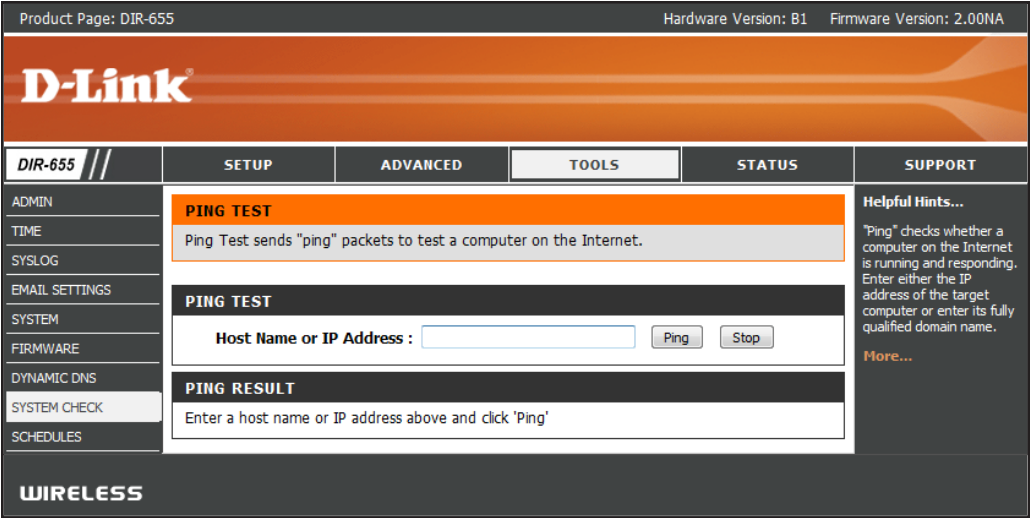 Product Page: DIR-655 Hardware Version: B1 Firmware Version: 2.00NA
D-Link®
DIR-655 SETUP ADVANCED TOOLS STATUS SUPPORT
ADMIN
TIME
SYSLOG
EMAIL SETTINGS
SYSTEM
FIRMWARE
DYNAMIC DNS
SYSTEM CHECK
SCHEDULES
PING TEST
Ping Test sends "ping" packets to test a computer on the Internet.
PING TEST
Host Name or IP Address : Ping Stop
PING RESULT
Enter a host name or IP address above and click 'Ping'
Helpful Hints...
"Ping" checks whether a
computer on the Internet
is running and responding.
Enter either the IP
address of the target
computer or enter its fully
qualified domain name.
More...
WIRELESS